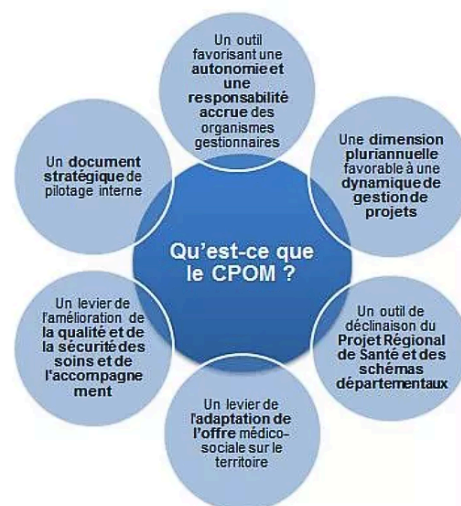 Un outil
favorisant une
autonomie et
une
responsabilité
accrue des
organismes
gestionnaires
Une dimension
pluriannuelle
favorable à une
dynamique de
gestion de
projets
Un outil de
déclinaison du
Projet Régional
de Santé et des
schémas
départementaux
Un levier de
l'adaptation de
l'offre médico-
sociale sur le
territoire
Un levier de
l'amélioration de
la qualité et de
la sécurité des
soins et de
l'accompagne
ment
Un document
stratégique de
pilotage interne
Qu'est-ce que
le CPOM ?